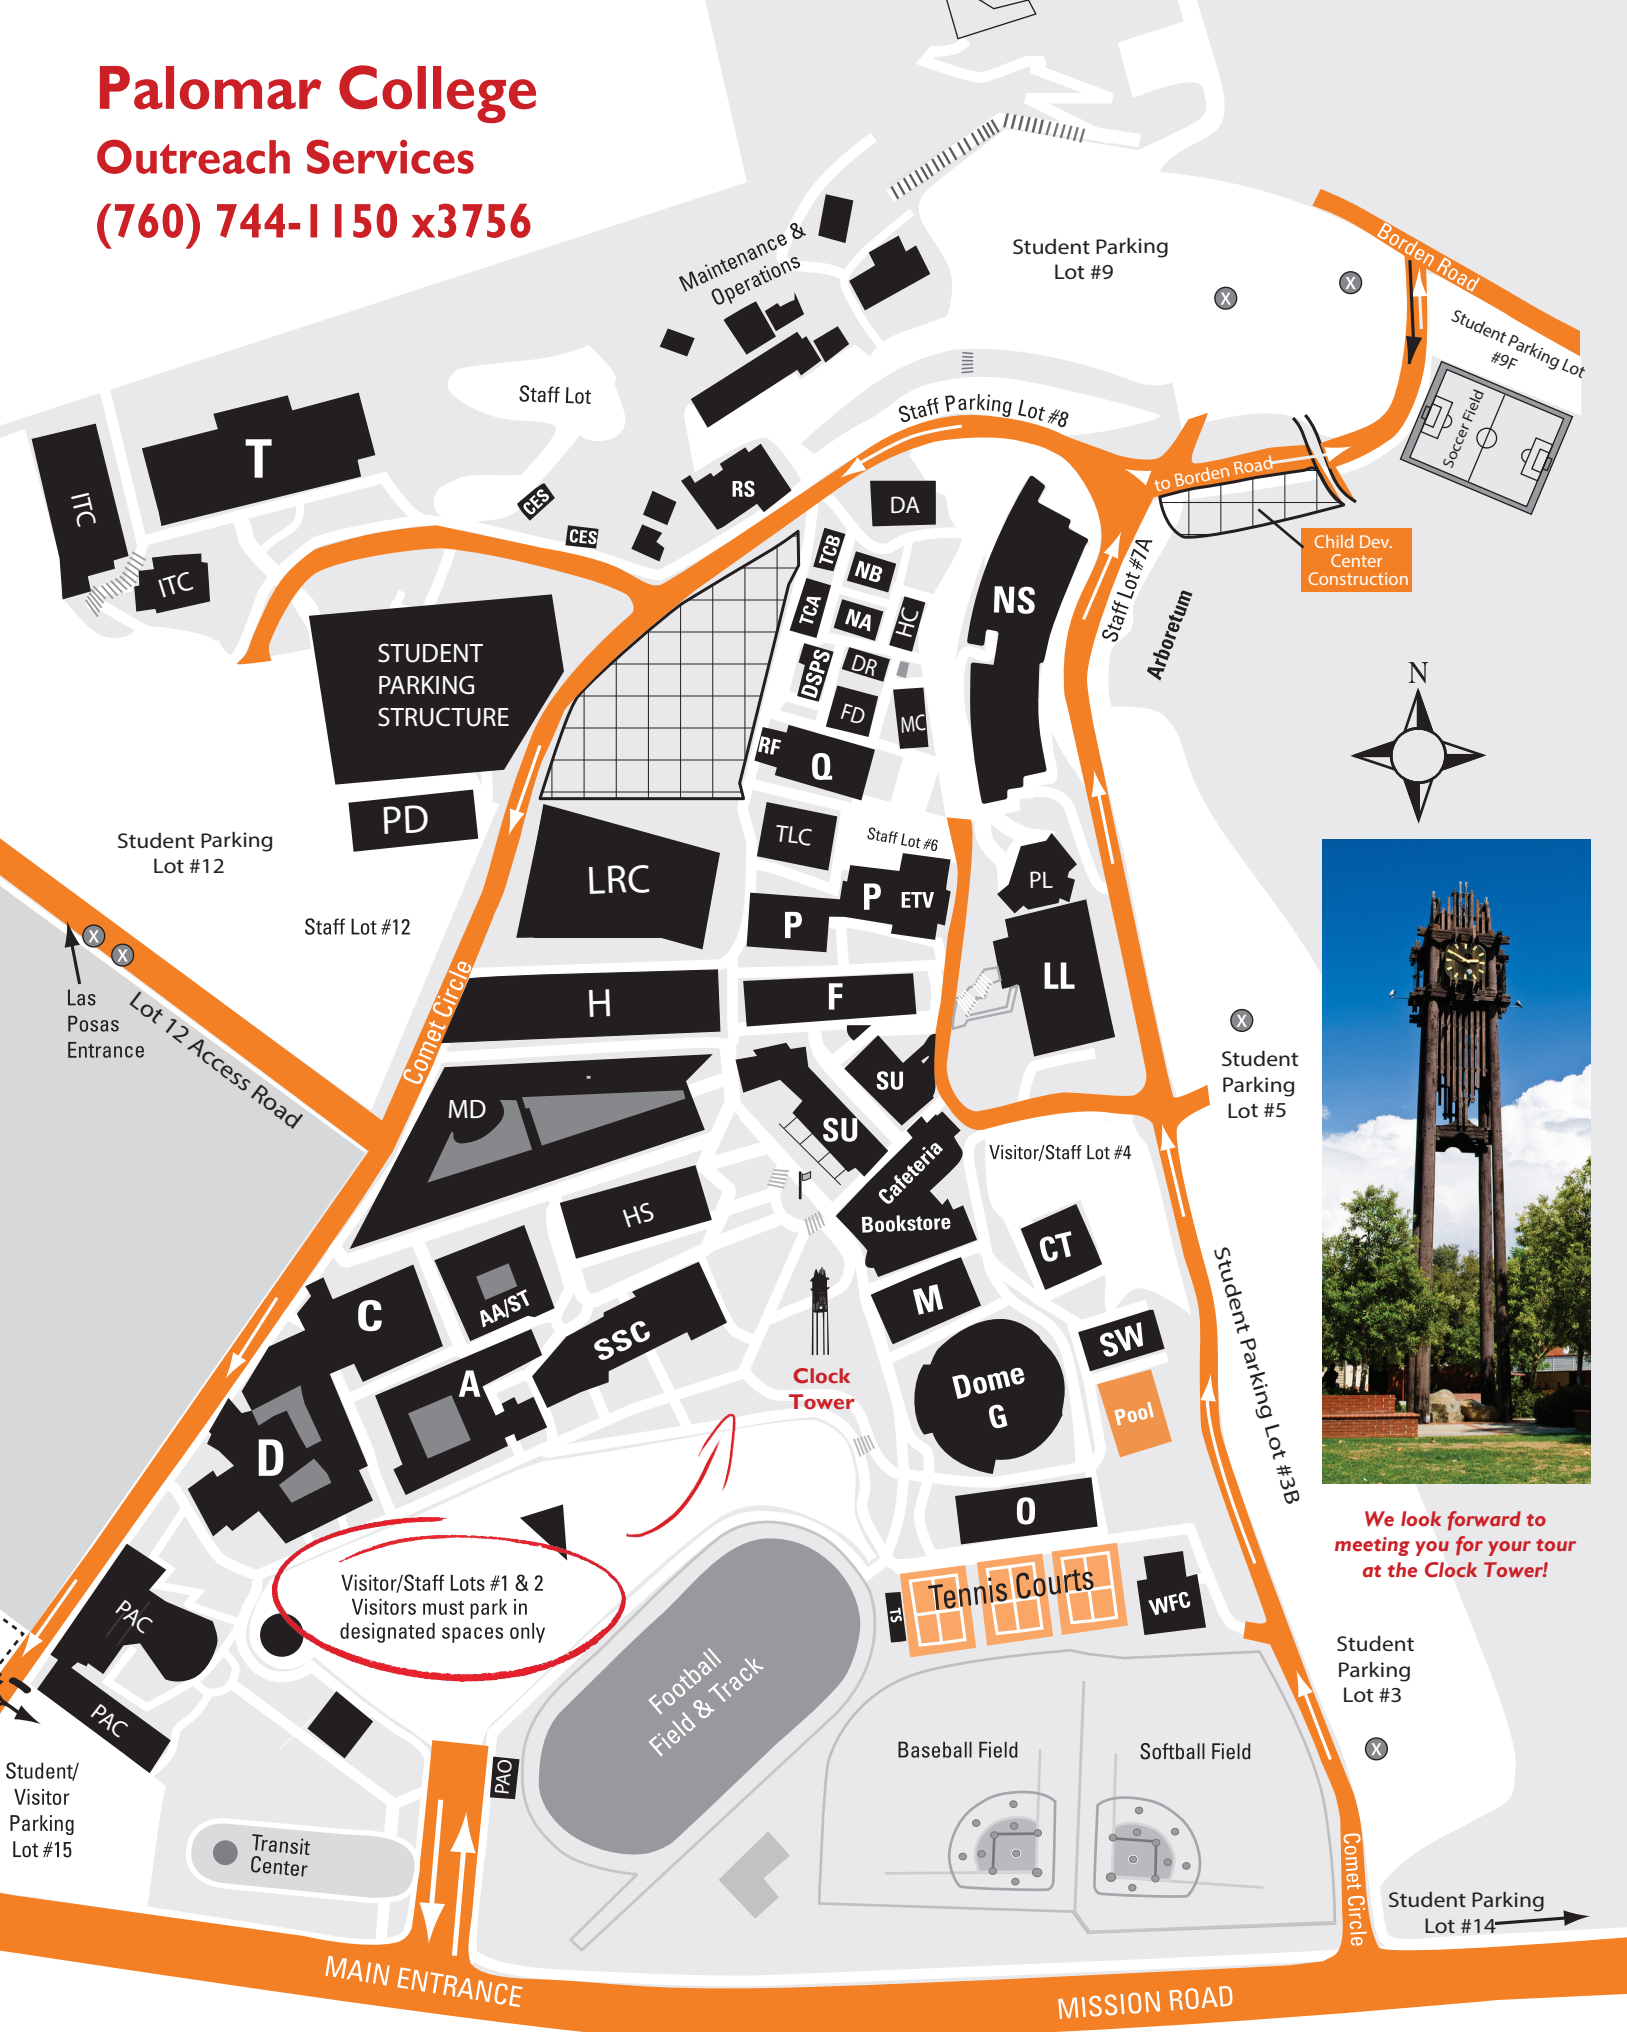 Palomar College
Outreach Services
(760) 744-1150 x3756
Maintenance &
Operations
Student Parking
Lot #9
X
X
Borden Road
Student Parking Lot
#9F
Soccer Field
Staff Lot
Staff Parking Lot #8
to Borden Road
Child Dev.
Center
Construction
ITC
T
ITC
CES
CES
RS
DA
TCB
NB
TCA
NA
HC
DSPS
DR
FD
MC
NS
Staff Lot #7A
Arboretum
N
STUDENT
PARKING
STRUCTURE
PD
RF
Q
TLC
Staff Lot #6
P
P
ETV
PL
LL
LRC
Student Parking
Lot #12
Staff Lot #12
X
X
Las
Posas
Entrance
Lot 12 Access Road
Comet Circle
H
F
X
Student
Parking
Lot #5
MD
SU
SU
Cafeteria
Bookstore
Visitor/Staff Lot #4
HS
CT
C
AA/ST
SSC
A
M
SW
Clock
Tower
Dome
G
Pool
Student Parking Lot #3B
D
O
We look forward to
meeting you for your tour
at the Clock Tower!
Visitor/Staff Lots #1 & 2
Visitors must park in
designated spaces only
PAC
PAC
TS
Tennis Courts
WFC
Football
Field & Track
Student
Parking
Lot #3
X
Baseball Field
Softball Field
Student/
Visitor
Parking
Lot #15
PAO
Transit
Center
Comet Circle
Student Parking
Lot #14
MAIN ENTRANCE
MISSION ROAD